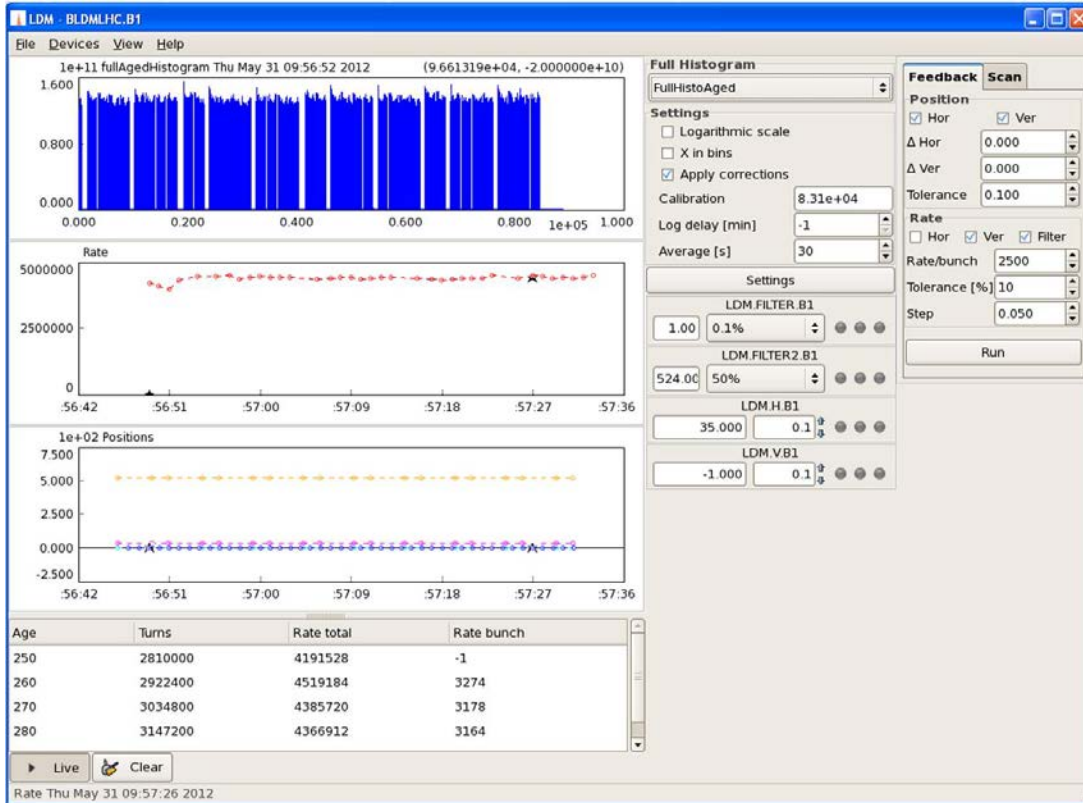 LDM - BLDMLHC.B1
File Devices View Help
1e+11 fullAgedHistogram Thu May 31 09:56:52 2012 (9.661319e+04, -2.000000e+10)
1.600
0.800
0.000
0.000 0.200 0.400 0.600 0.800 1e+05 1.000
Rate
5000000
2500000
0
:56:42 :56:51 :57:00 :57:09 :57:18 :57:27 :57:36
1e+02 Positions
7.500
5.000
2.500
0.000
-2.500
:56:42 :56:51 :57:00 :57:09 :57:18 :57:27 :57:36
Age Turns Rate total Rate bunch
250 2810000 4191528 -1
260 2922400 4519184 3274
270 3034800 4385720 3178
280 3147200 4366912 3164
Live Clear
Rate Thu May 31 09:57:26 2012
Full Histogram
FullHistoAged
Settings
Logarithmic scale
X in bins
Apply corrections
Calibration 8.31e+04
Log delay [min] -1
Average [s] 30
Settings
LDM.FILTER.B1
1.00 0.1%
LDM.FILTER2.B1
524.00 50%
LDM.H.B1
35.000 0.1
LDM.V.B1
-1.000 0.1
Feedback Scan
Position
Hor Ver
Δ Hor 0.000
Δ Ver 0.000
Tolerance 0.100
Rate
Hor Ver Filter
Rate/bunch 2500
Tolerance [%] 10
Step 0.050
Run